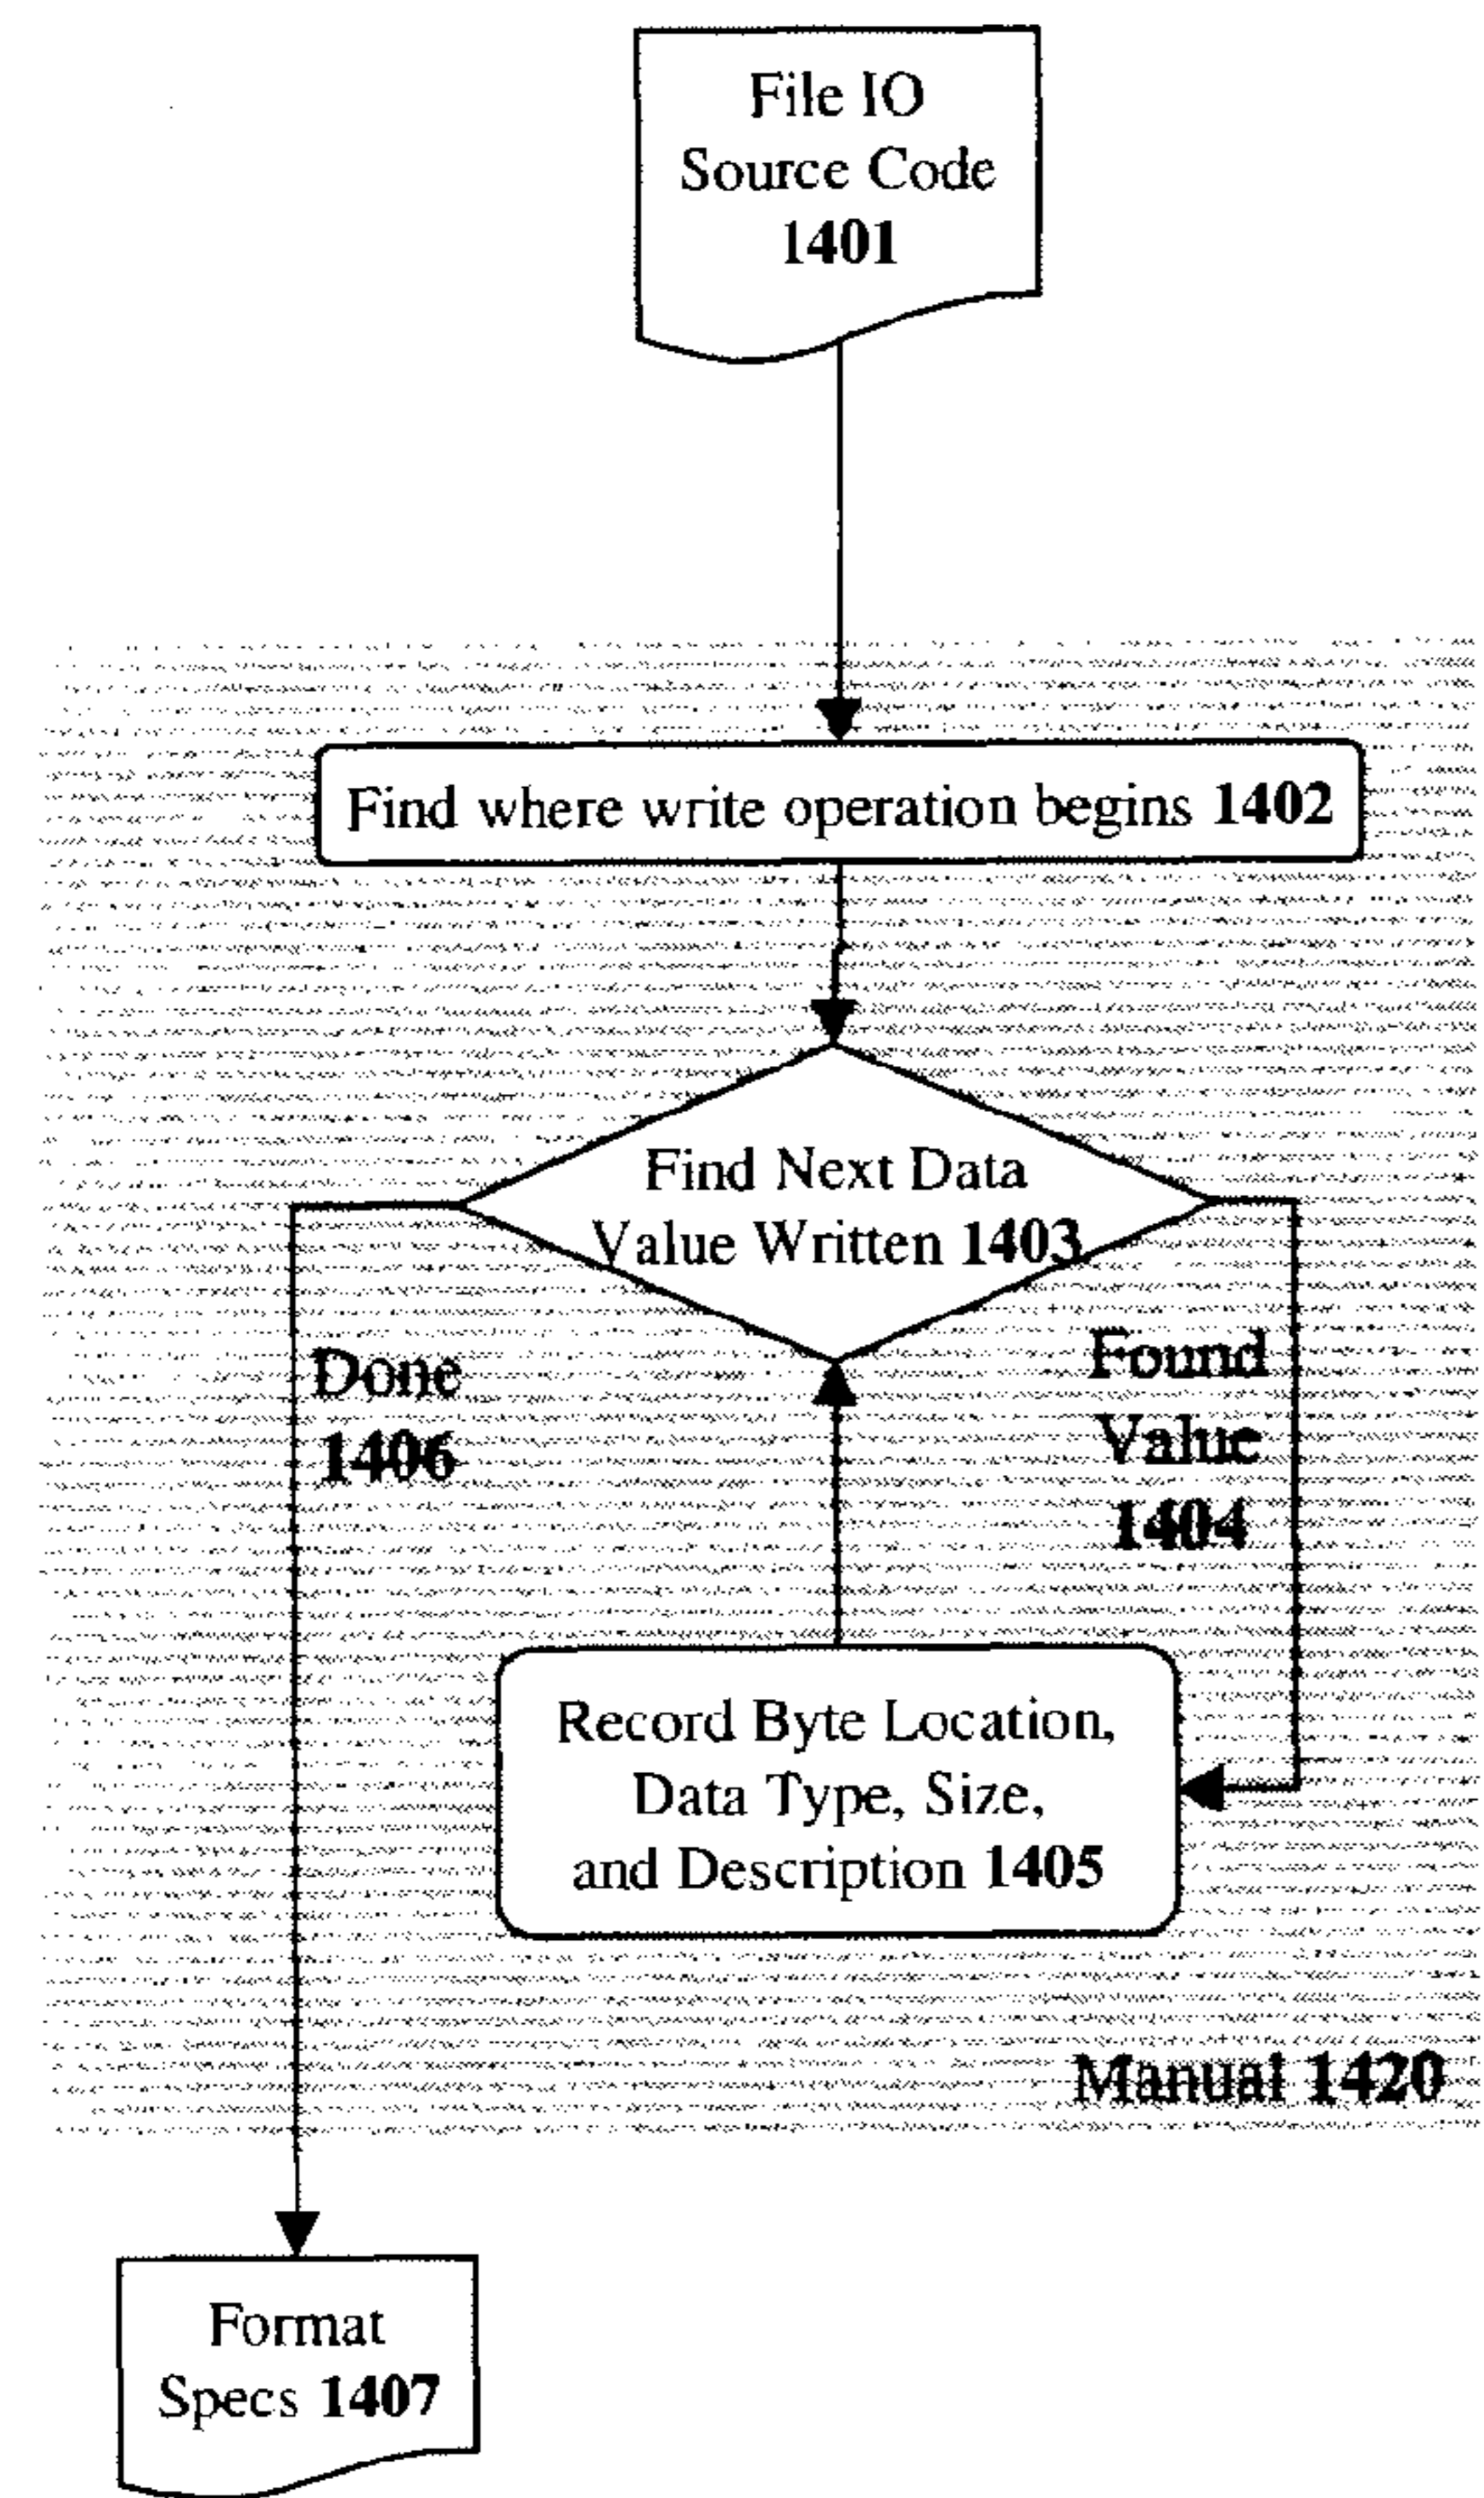 File IO
Source Code
1401
Find where write operation begins 1402
Find Next Data
Value Written 1403
Done
1406
Found
Value
1404
Record Byte Location,
Data Type, Size,
and Description 1405
Manual 1420
Format
Specs 1407